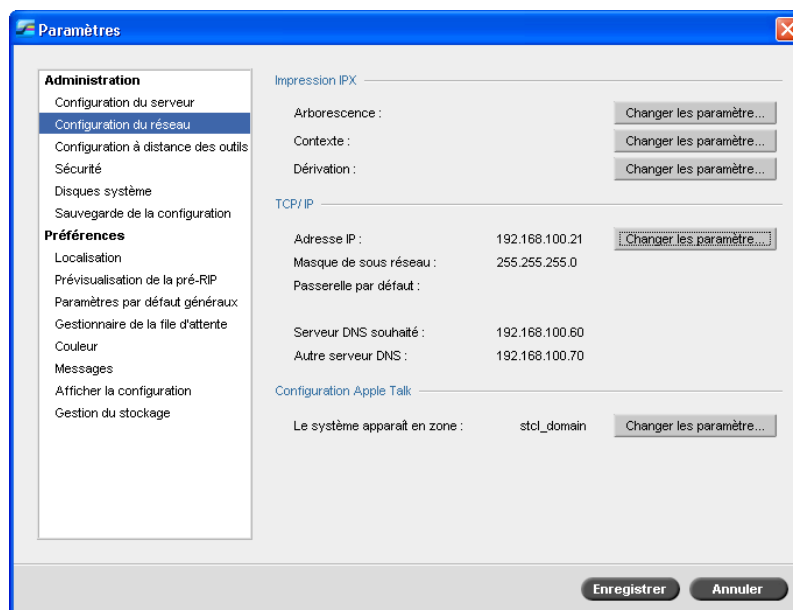 Paramètres
Administration
Configuration du serveur
Configuration du réseau
Configuration à distance des outils
Sécurité
Disques système
Sauvegarde de la configuration
Préférences
Localisation
Prévisualisation de la pré-RIP
Paramètres par défaut généraux
Gestionnaire de la file d'attente
Couleur
Messages
Afficher la configuration
Gestion du stockage
Impression IPX
Arborescence : Changer les paramètre...
Contexte : Changer les paramètre...
Dérivation : Changer les paramètre...
TCP/IP
Adresse IP : 192.168.100.21 Changer les paramètre...
Masque de sous réseau : 255.255.255.0
Passerelle par défaut :
Serveur DNS souhaité : 192.168.100.60
Autre serveur DNS : 192.168.100.70
Configuration Apple Talk
Le système apparaît en zone : stcl_domain Changer les paramètre...
Enregistrer Annuler